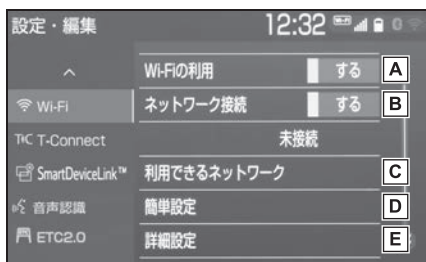 設定・編集 12:32 0
Wi-Fiの利用 する A
Wi-Fi ネットワーク接続 する B
T-Connect 未接続
SmartDeviceLink™ 利用できるネットワーク C
音声認識 簡単設定 D
ETC2.0 詳細設定 E